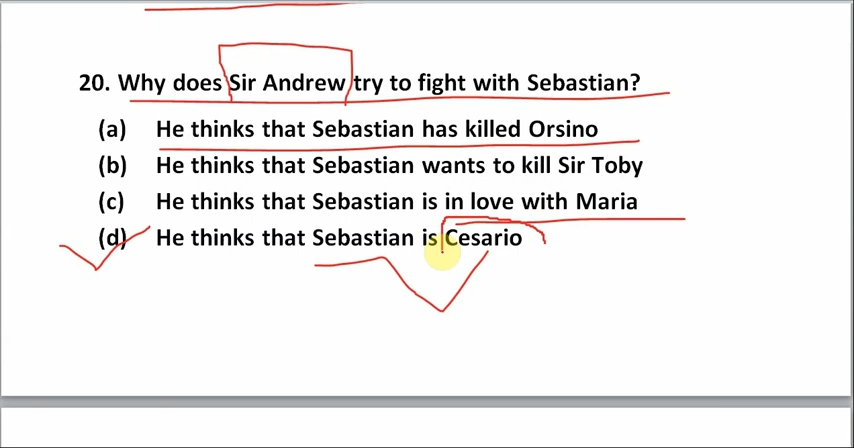 20. Why does Sir Andrew try to fight with Sebastian?
(a) He thinks that Sebastian has killed Orsino
(b) He thinks that Sebastian wants to kill Sir Toby
(c) He thinks that Sebastian is in love with Maria
(d) He thinks that Sebastian is Cesario